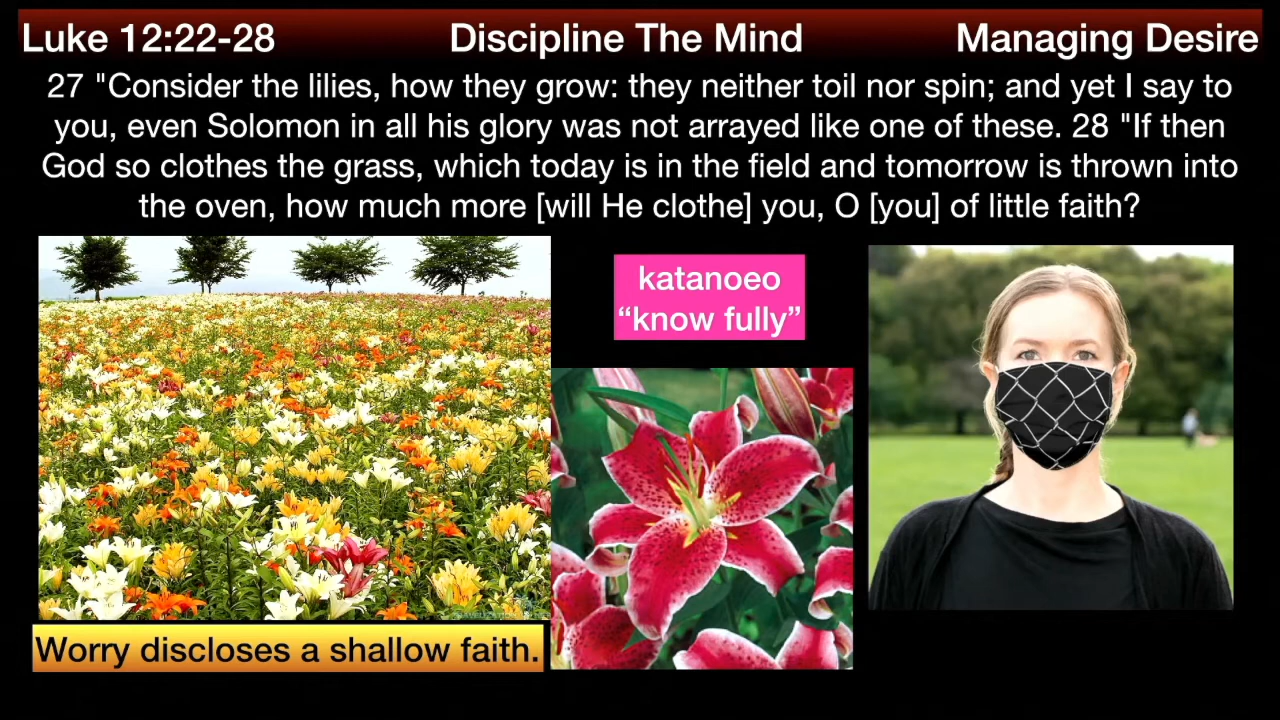 Luke 12:22-28 Discipline The Mind Managing Desire
27 "Consider the lilies, how they grow: they neither toil nor spin; and yet I say to
you, even Solomon in all his glory was not arrayed like one of these. 28 "If then
God so clothes the grass, which today is in the field and tomorrow is thrown into
the oven, how much more [will He clothe] you, O [you] of little faith?
katanoeo
“know fully”
Worry discloses a shallow faith.